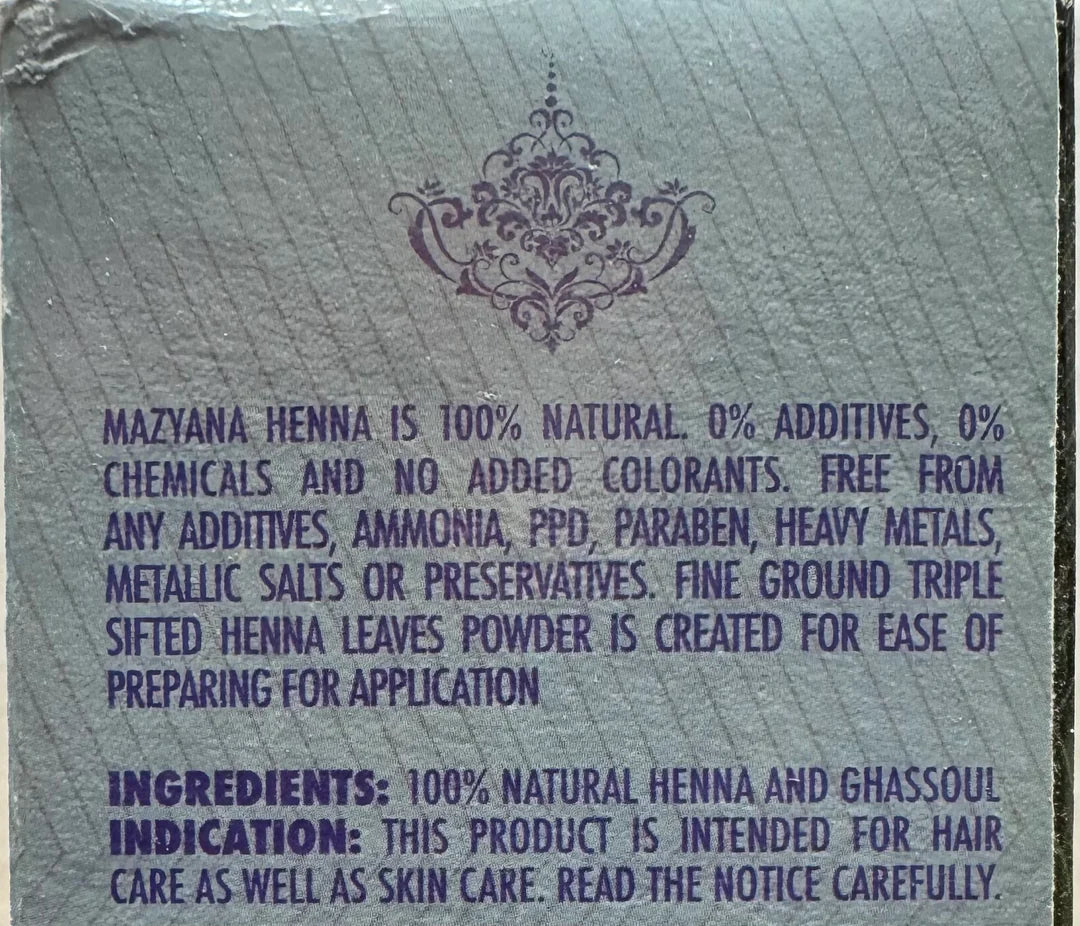 MAZYANA HENNA IS 100% NATURAL. 0% ADDITIVES, 0%
CHEMICALS AND NO ADDED COLORANTS. FREE FROM
ANY ADDITIVES, AMMONIA, PPD, PARABEN, HEAVY METALS,
METALLIC SALTS OR PRESERVATIVES. FINE GROUND TRIPLE
SIFTED HENNA LEAVES POWDER IS CREATED FOR EASE OF
PREPARING FOR APPLICATION
INGREDIENTS: 100% NATURAL HENNA AND GHASSOUL
INDICATION: THIS PRODUCT IS INTENDED FOR HAIR
CARE AS WELL AS SKIN CARE. READ THE NOTICE CAREFULLY.